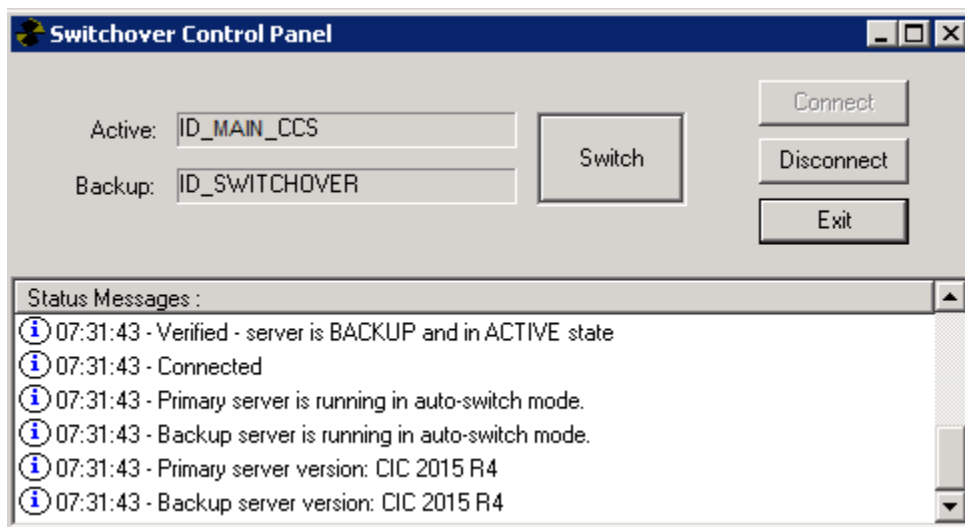 Switchover Control Panel
Active: ID_MAIN_CCS
Backup: ID_SWITCHOVER
Switch
Connect
Disconnect
Exit
Status Messages :
07:31:43 - Verified - server is BACKUP and in ACTIVE state
07:31:43 - Connected
07:31:43 - Primary server is running in auto-switch mode.
07:31:43 - Backup server is running in auto-switch mode.
07:31:43 - Primary server version: CIC 2015 R4
07:31:43 - Backup server version: CIC 2015 R4